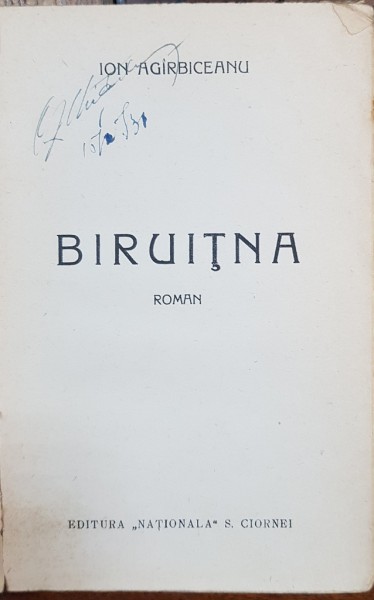 ION AGÎRBICEANU
BIRUIŢNA
ROMAN
EDITURA „NAŢIONALA“ S. CIORNEI